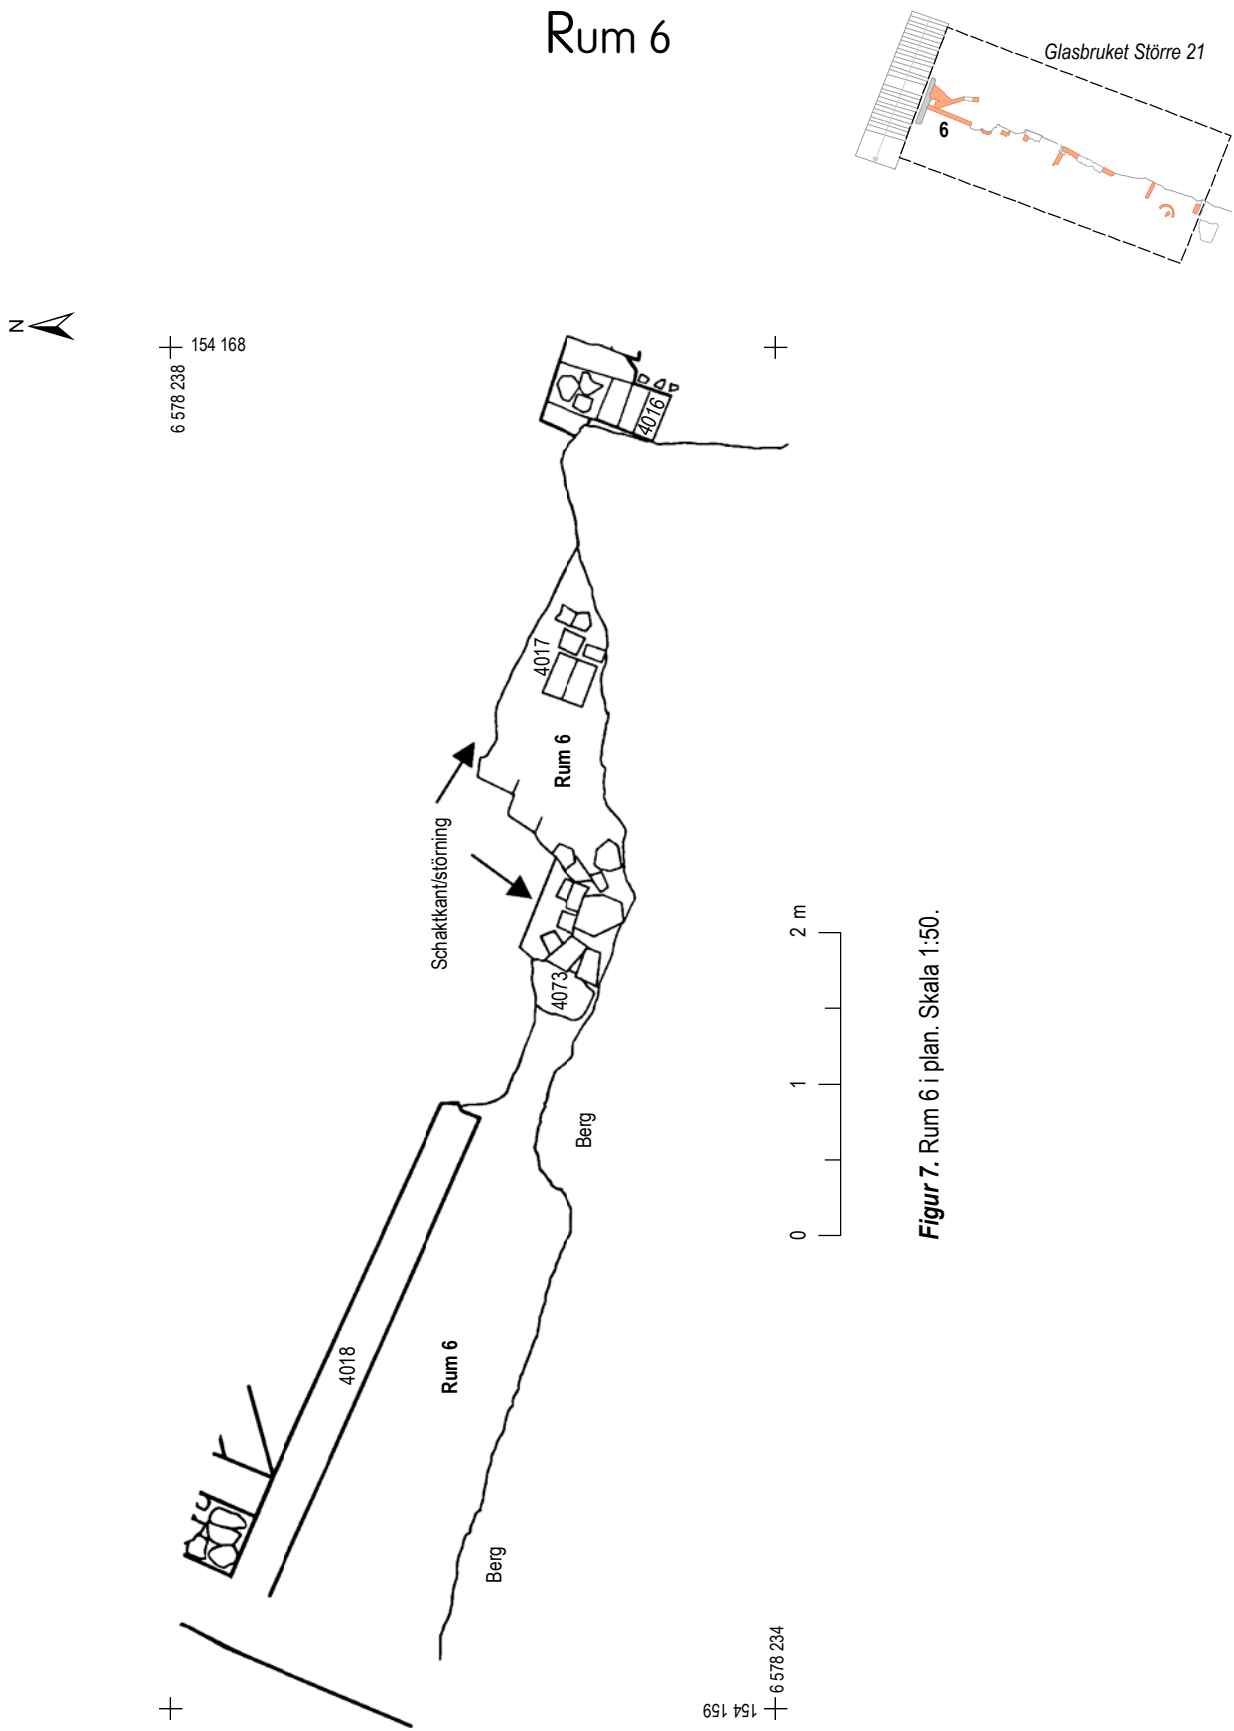 Rum 6
Glasbruket Större 21
6
N
154 168
6 578 238
4016
4017
Rum 6
Schaktkant/störning
4073
Berg
4018
Rum 6
Berg
0 1 2 m
Figur 7. Rum 6 i plan. Skala 1:50.
154 159
6 578 234